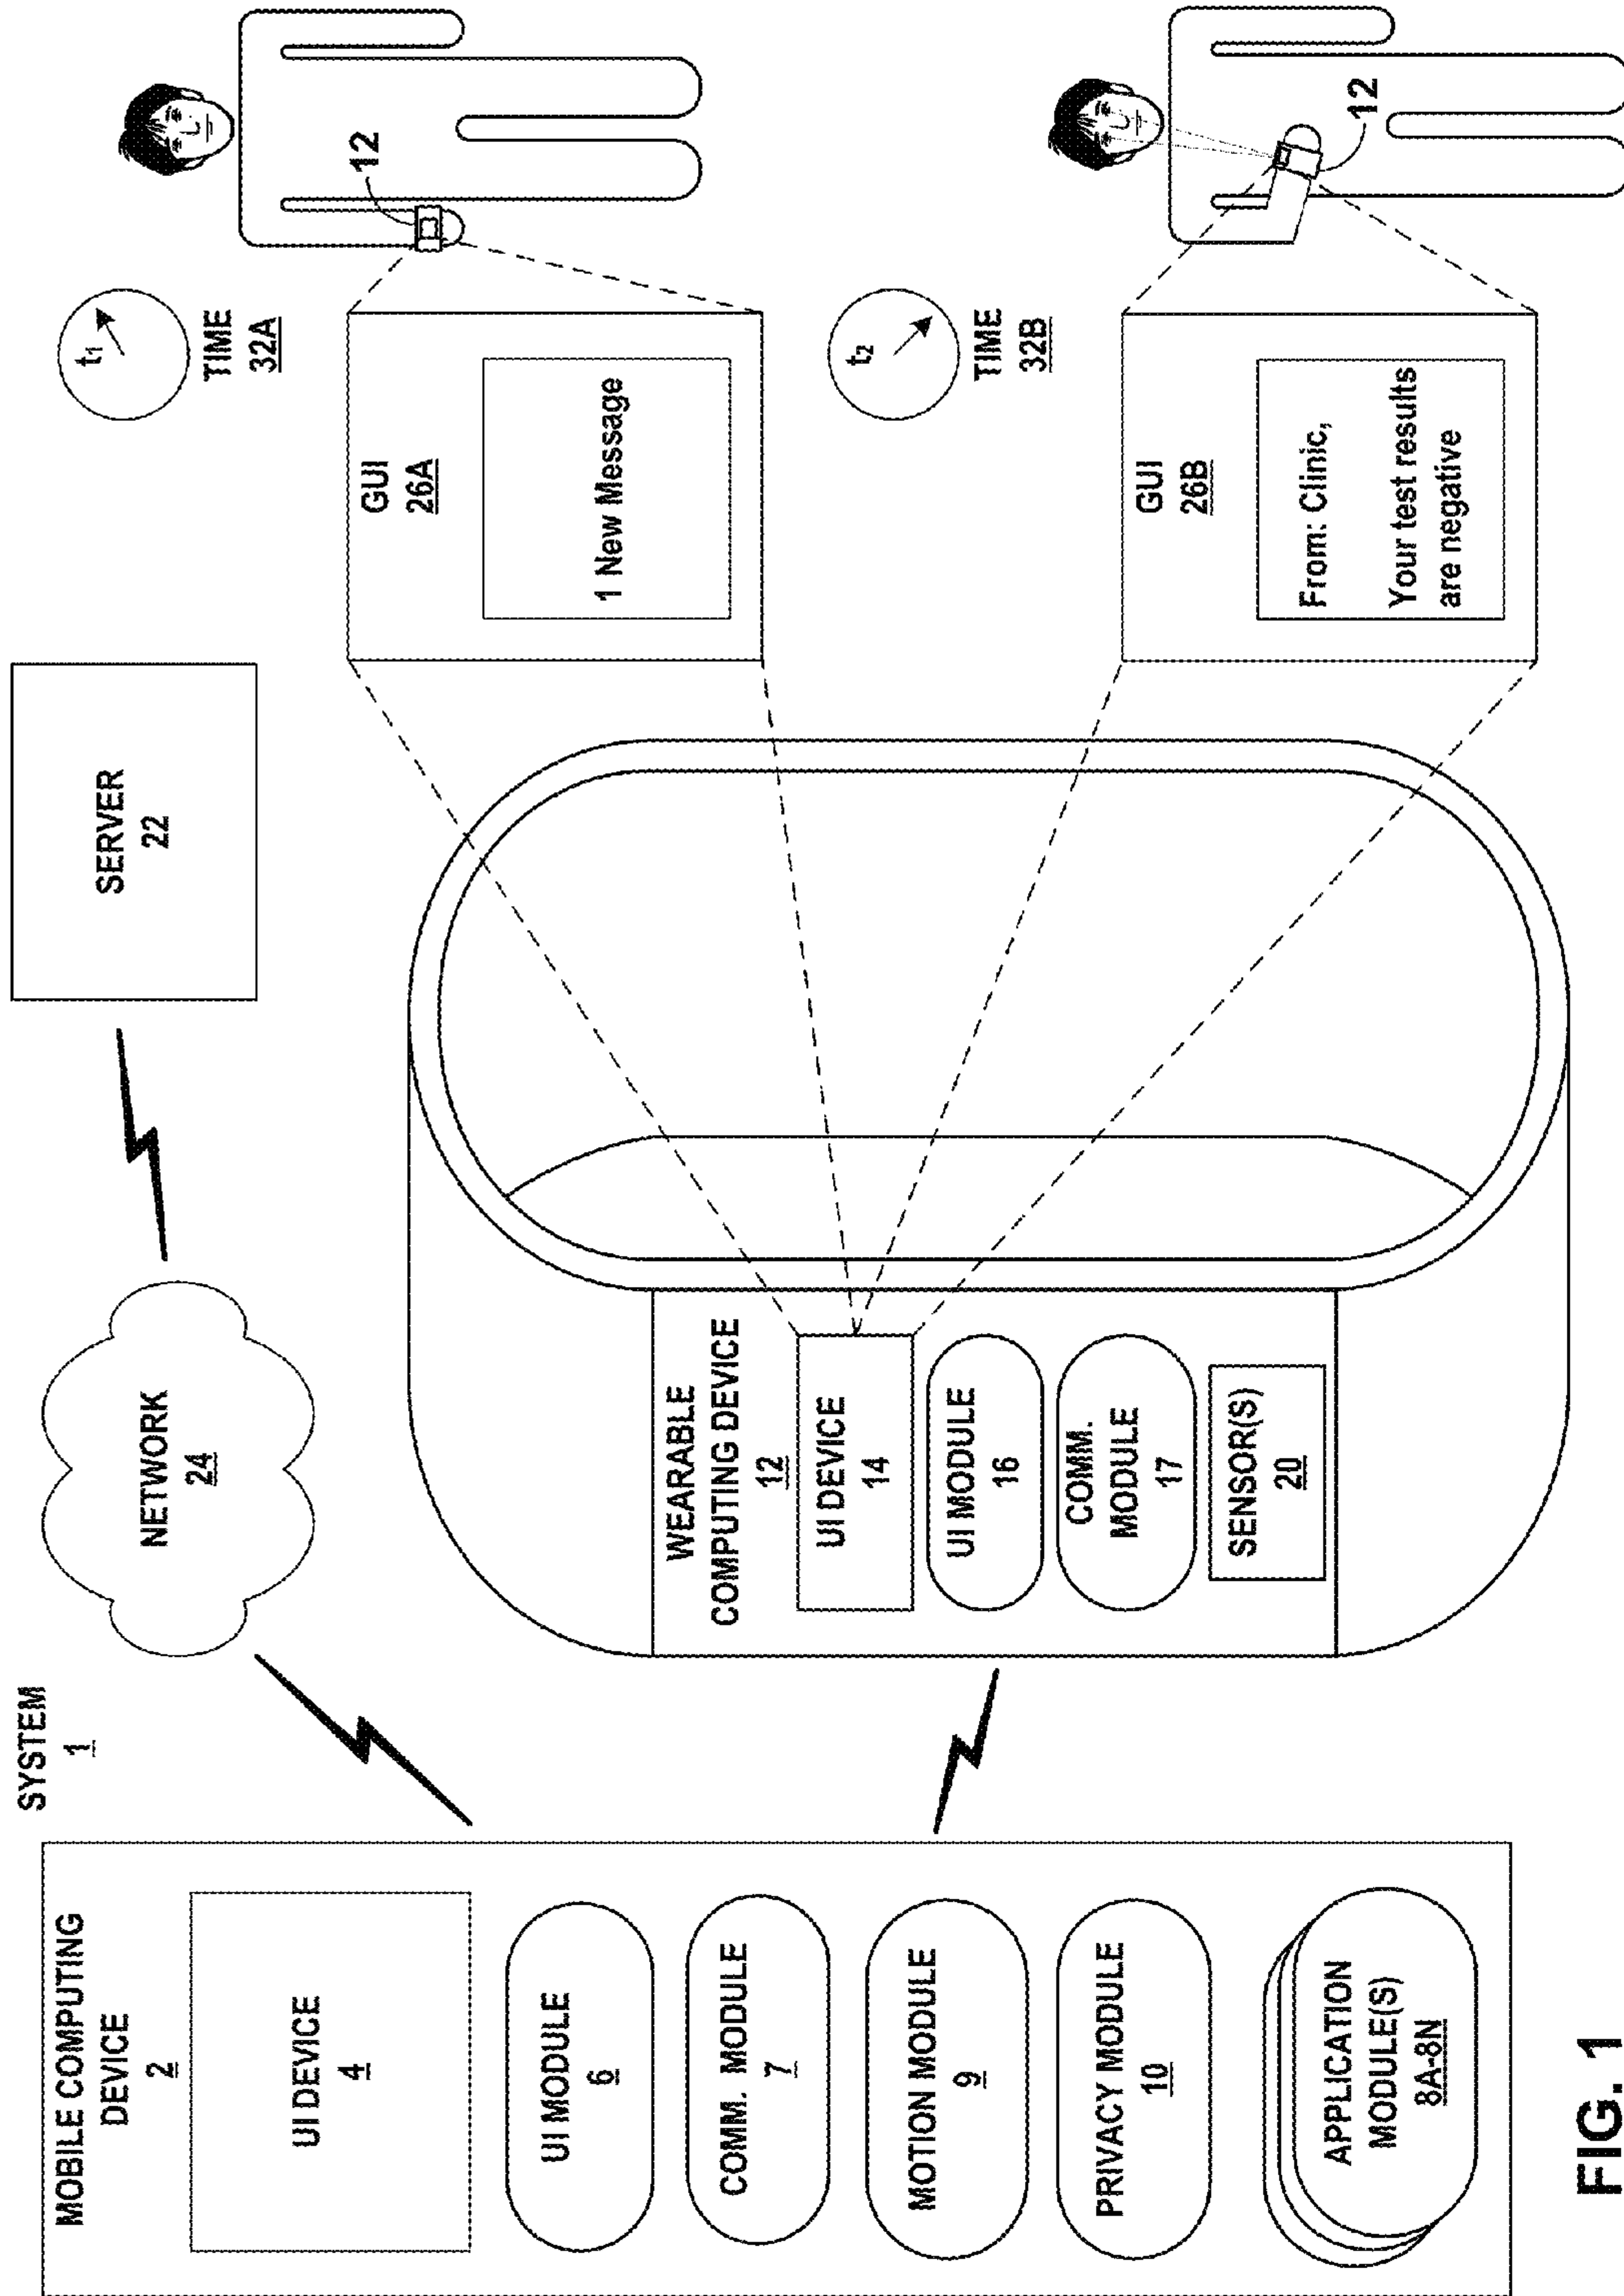 SYSTEM
1
MOBILE COMPUTING
DEVICE
2
UI DEVICE
4
UI MODULE
6
COMM. MODULE
7
MOTION MODULE
9
PRIVACY MODULE
10
APPLICATION
MODULE(S)
8A-8N
NETWORK
24
SERVER
22
WEARABLE
COMPUTING DEVICE
12
UI DEVICE
14
UI MODULE
16
COMM.
MODULE
17
SENSOR(S)
20
t1
TIME
32A
GUI
26A
1 New Message
12
t2
TIME
32B
GUI
26B
From: Clinic,
Your test results
are negative
12
FIG. 1